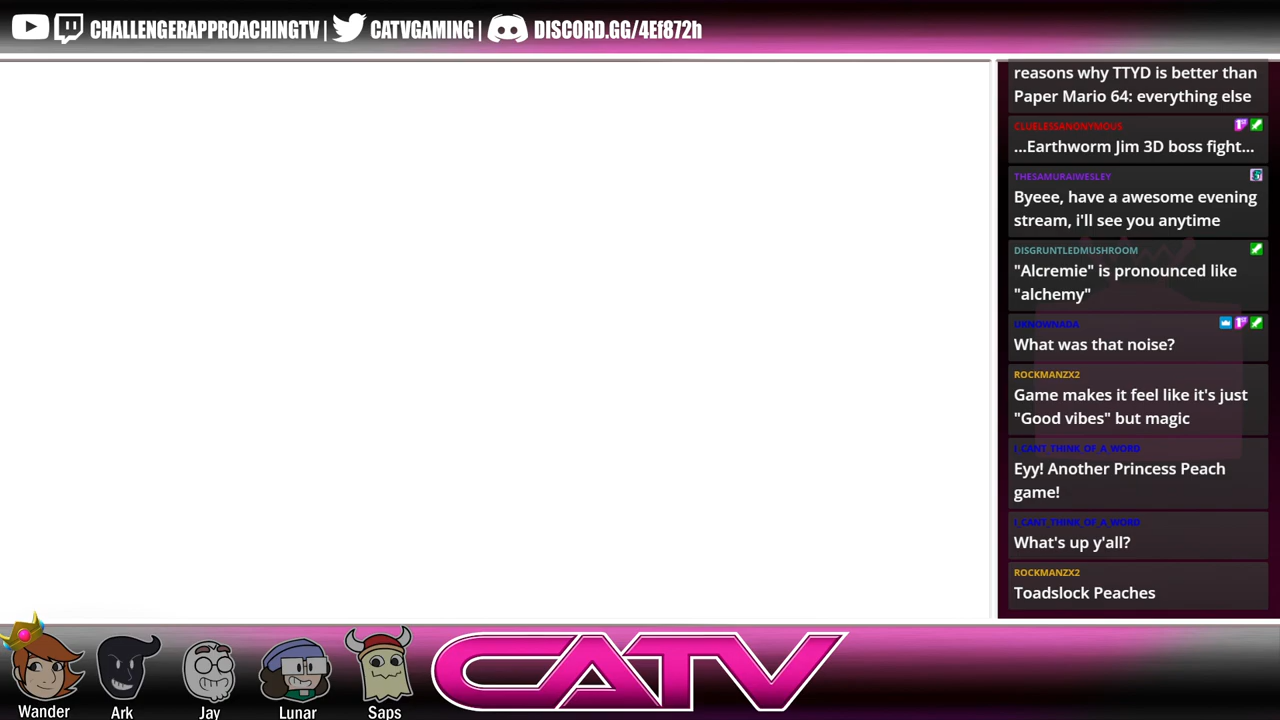 CHALLENGERAPPROACHINGTV | CATVGAMING | DISCORD.GG/4Ef872h
reasons why TTYD is better than
Paper Mario 64: everything else
CLUELESSANONYMOUS
...Earthworm Jim 3D boss fight...
THESAMURAIWESLEY
Byeee, have a awesome evening
stream, i'll see you anytime
DISGRUNTLEDMUSHROOM
"Alcremie" is pronounced like
"alchemy"
UKNOWNADA
What was that noise?
ROCKMANZX2
Game makes it feel like it's just
"Good vibes" but magic
I_CANT_THINK_OF_A_WORD
Eyy! Another Princess Peach
game!
I_CANT_THINK_OF_A_WORD
What's up y'all?
ROCKMANZX2
Toadslock Peaches
Wander Ark Jay Lunar Saps
CATV